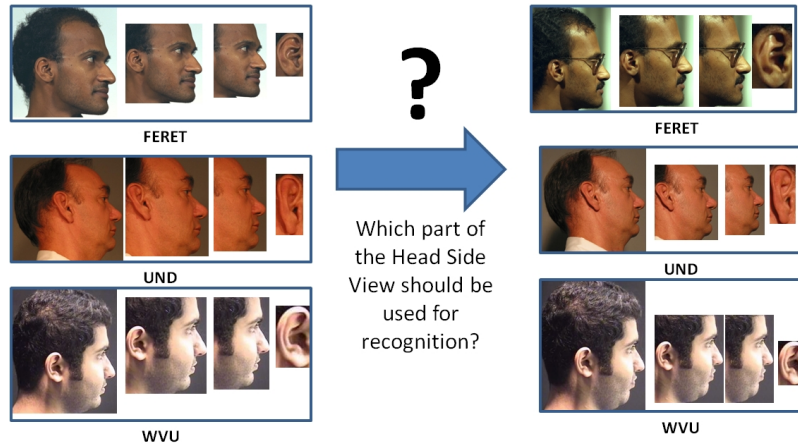 ?
FERET
FERET
Which part of
the Head Side
View should be
used for
recognition?
UND
UND
WVU
WVU